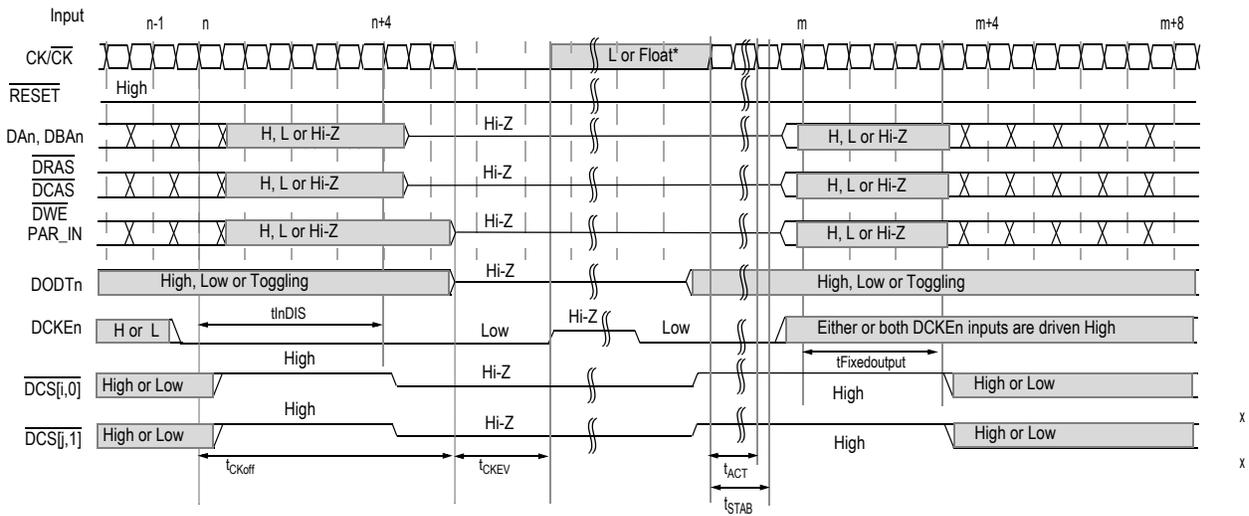 Input
n-1 n n+4 m m+4 m+8
CK/CK L or Float*
RESET High
DAn, DBAn H, L or Hi-Z Hi-Z H, L or Hi-Z
DRAS
DCAS H, L or Hi-Z Hi-Z H, L or Hi-Z
DWE
PAR_IN H, L or Hi-Z Hi-Z H, L or Hi-Z
DODTn High, Low or Toggling Hi-Z High, Low or Toggling
tInDIS
DCKEn H or L Low Hi-Z Low Either or both DCKEn inputs are driven High
tFixedoutput
High
DCS[i,0] High or Low Hi-Z High High or Low
High
DCS[j,1] High or Low Hi-Z High High or Low
x
x
tCKoff tCKEV tACT
tSTAB